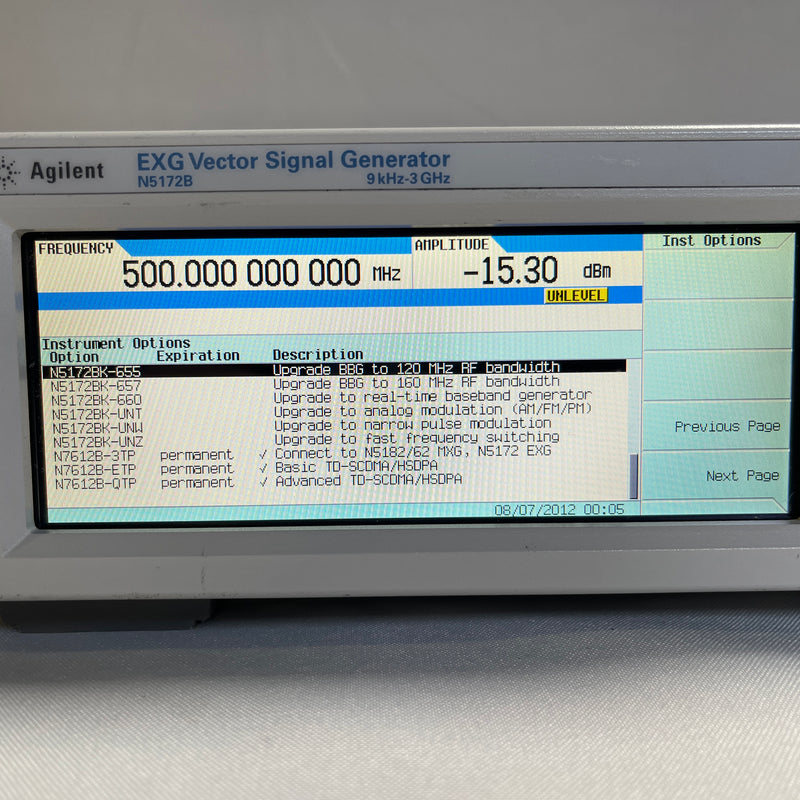 Agilent
EXG Vector Signal Generator
N5172B 9 kHz-3 GHz
FREQUENCY
500.000 000 000 MHz
AMPLITUDE
-15.30 dBm
UNLEVEL
Inst Options
Instrument Options
Option Expiration Description
N5172BK-655 Upgrade BBG to 120 MHz RF bandwidth
N5172BK-657 Upgrade BBG to 160 MHz RF bandwidth
N5172BK-660 Upgrade to real-time baseband generator
N5172BK-UNT Upgrade to analog modulation (AM/FM/PM)
N5172BK-UNW Upgrade to narrow pulse modulation
N5172BK-UNZ Upgrade to fast frequency switching
N7612B-3TP permanent ✓ Connect to N5182/62 MXG, N5172 EXG
N7612B-ETP permanent ✓ Basic TD-SCDMA/HSDPA
N7612B-QTP permanent ✓ Advanced TD-SCDMA/HSDPA
Previous Page
Next Page
08/07/2012 00:05